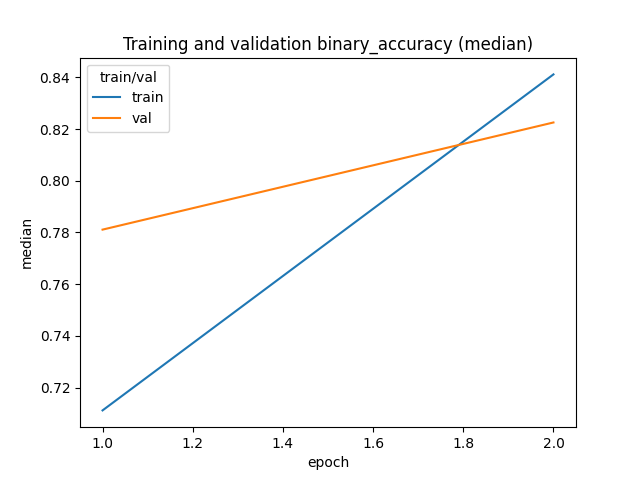 Training and validation binary_accuracy (median)
train/val
train
val
0.84
0.82
0.80
0.78
0.76
0.74
0.72
median
1.0 1.2 1.4 1.6 1.8 2.0
epoch